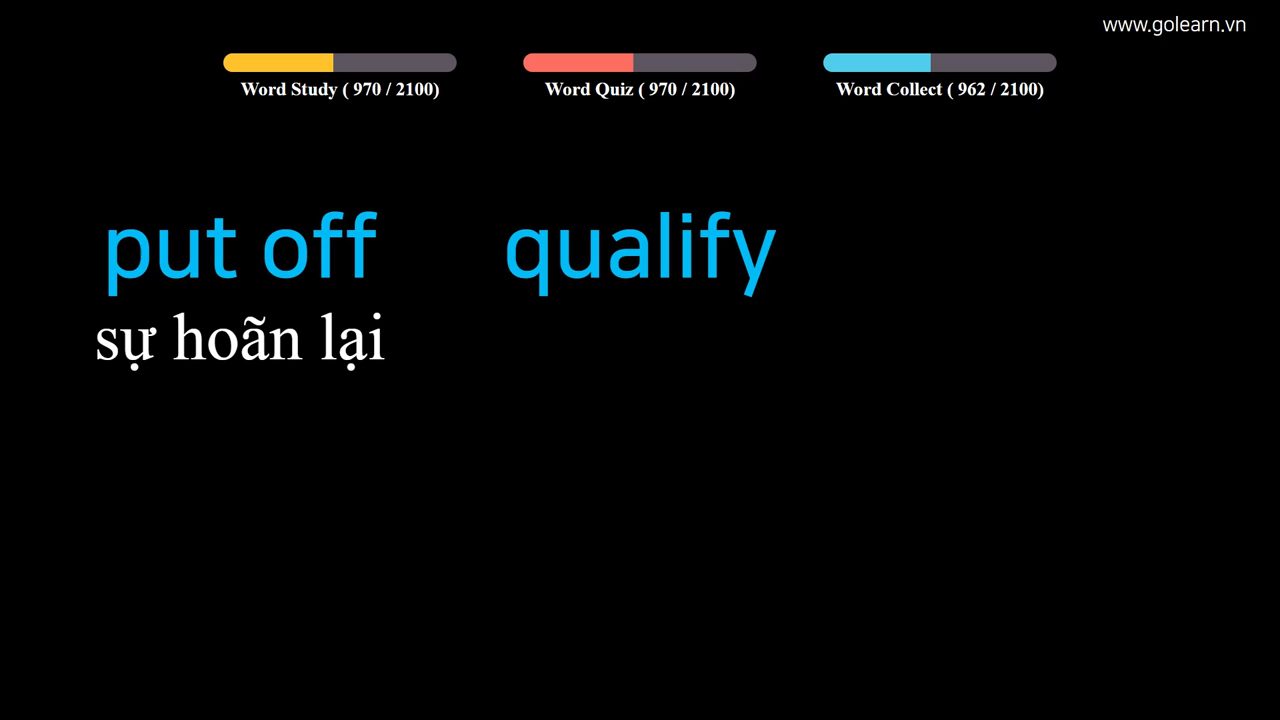 www.golearn.vn
Word Study ( 970 / 2100)
Word Quiz ( 970 / 2100)
Word Collect ( 962 / 2100)
put off
sự hoãn lại
qualify